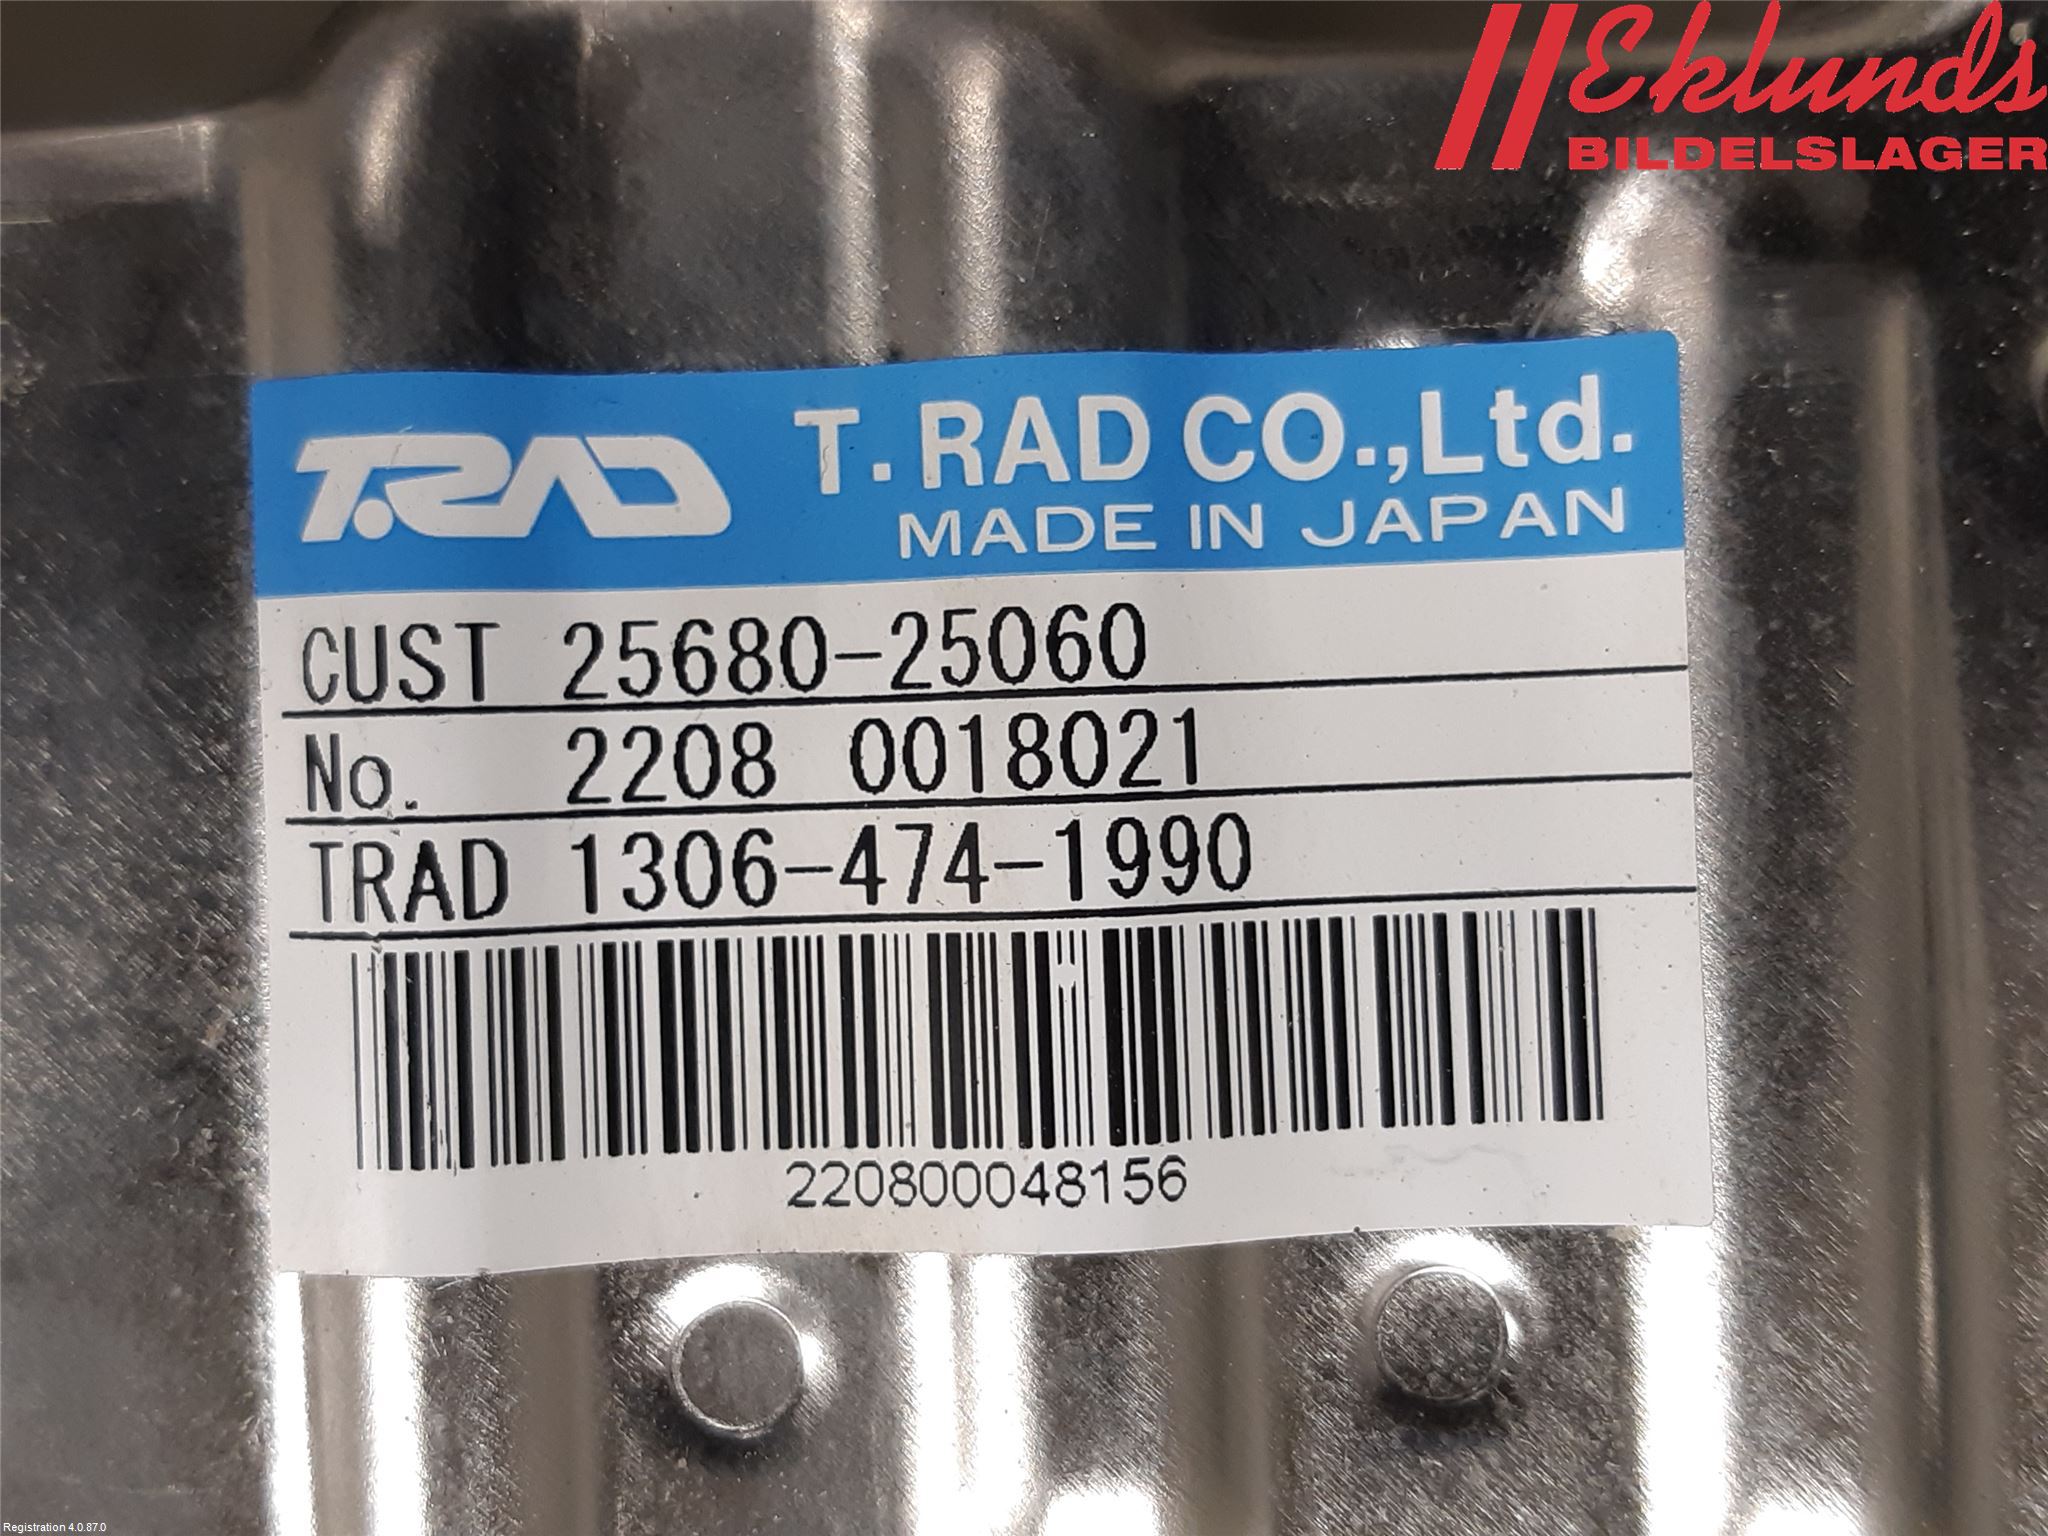 Eklunds
BILDELSLAGER
T.RAD T.RAD CO.,Ltd.
MADE IN JAPAN
CUST 25680-25060
No. 2208 0018021
TRAD 1306-474-1990
220800048156
Registration 4.0.87.0